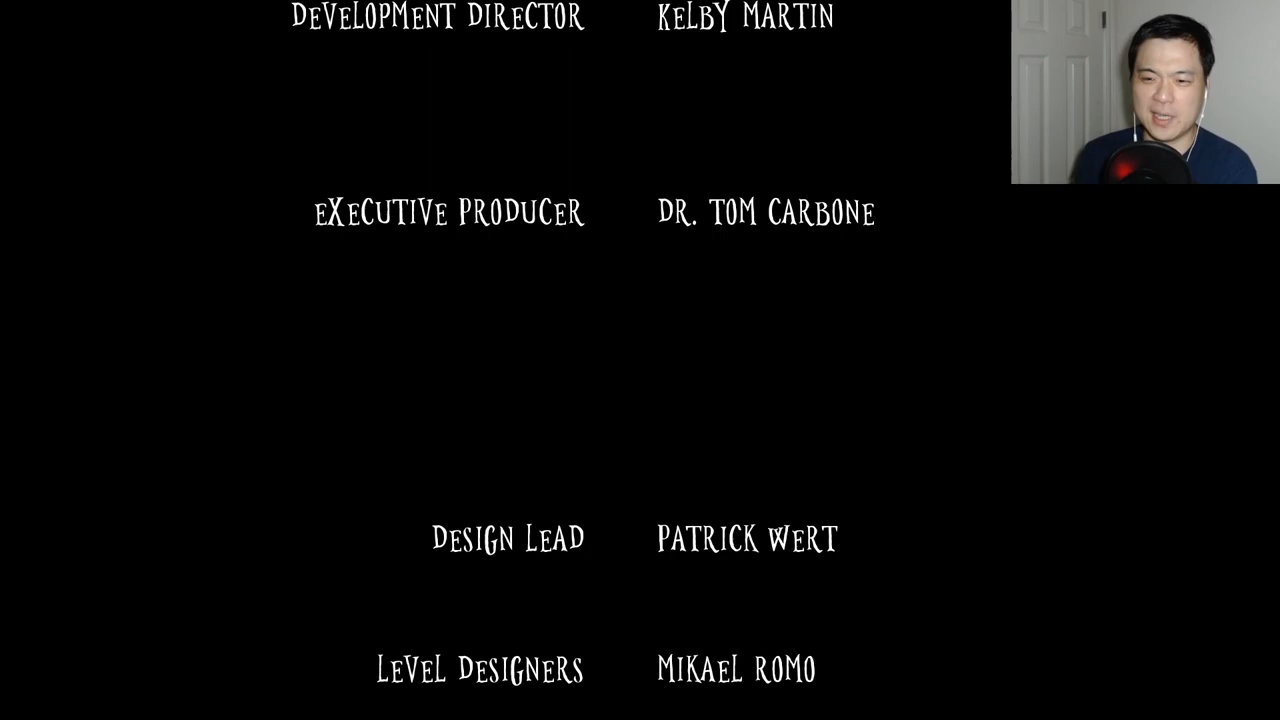 DEVELOPMENT DIRECTOR KELBY MARTIN
EXECUTIVE PRODUCER DR. TOM CARBONE
DESIGN LEAD PATRICK WERT
LEVEL DESIGNERS MIKAEL ROMO